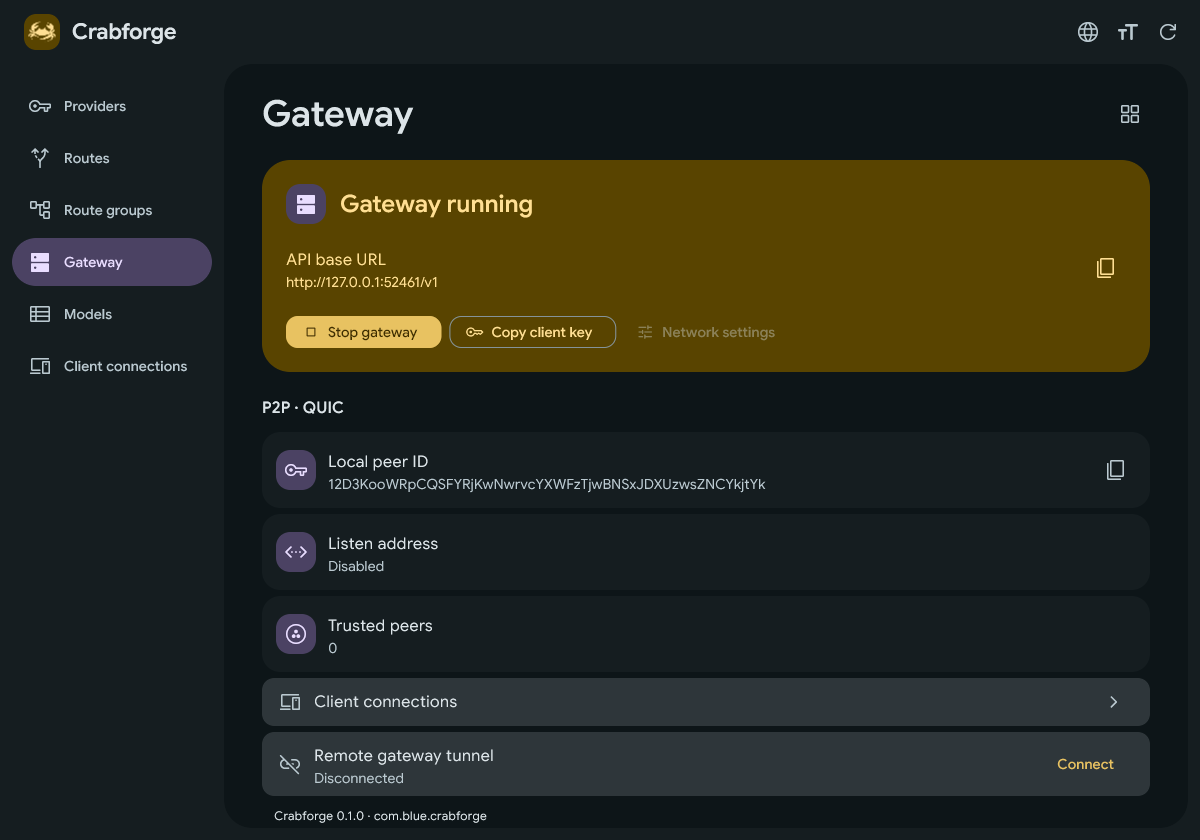 Crabforge
Providers
Routes
Route groups
Gateway
Models
Client connections
Gateway
Gateway running
API base URL
http://127.0.0.1:52461/v1
Stop gateway
Copy client key
Network settings
P2P · QUIC
Local peer ID
12D3KooWRpCQSFYRjKwNwrvcYXWFzTjwBNSxJDXUzwsZNCYkjtYk
Listen address
Disabled
Trusted peers
0
Client connections
Remote gateway tunnel
Disconnected
Connect
Crabforge 0.1.0 · com.blue.crabforge